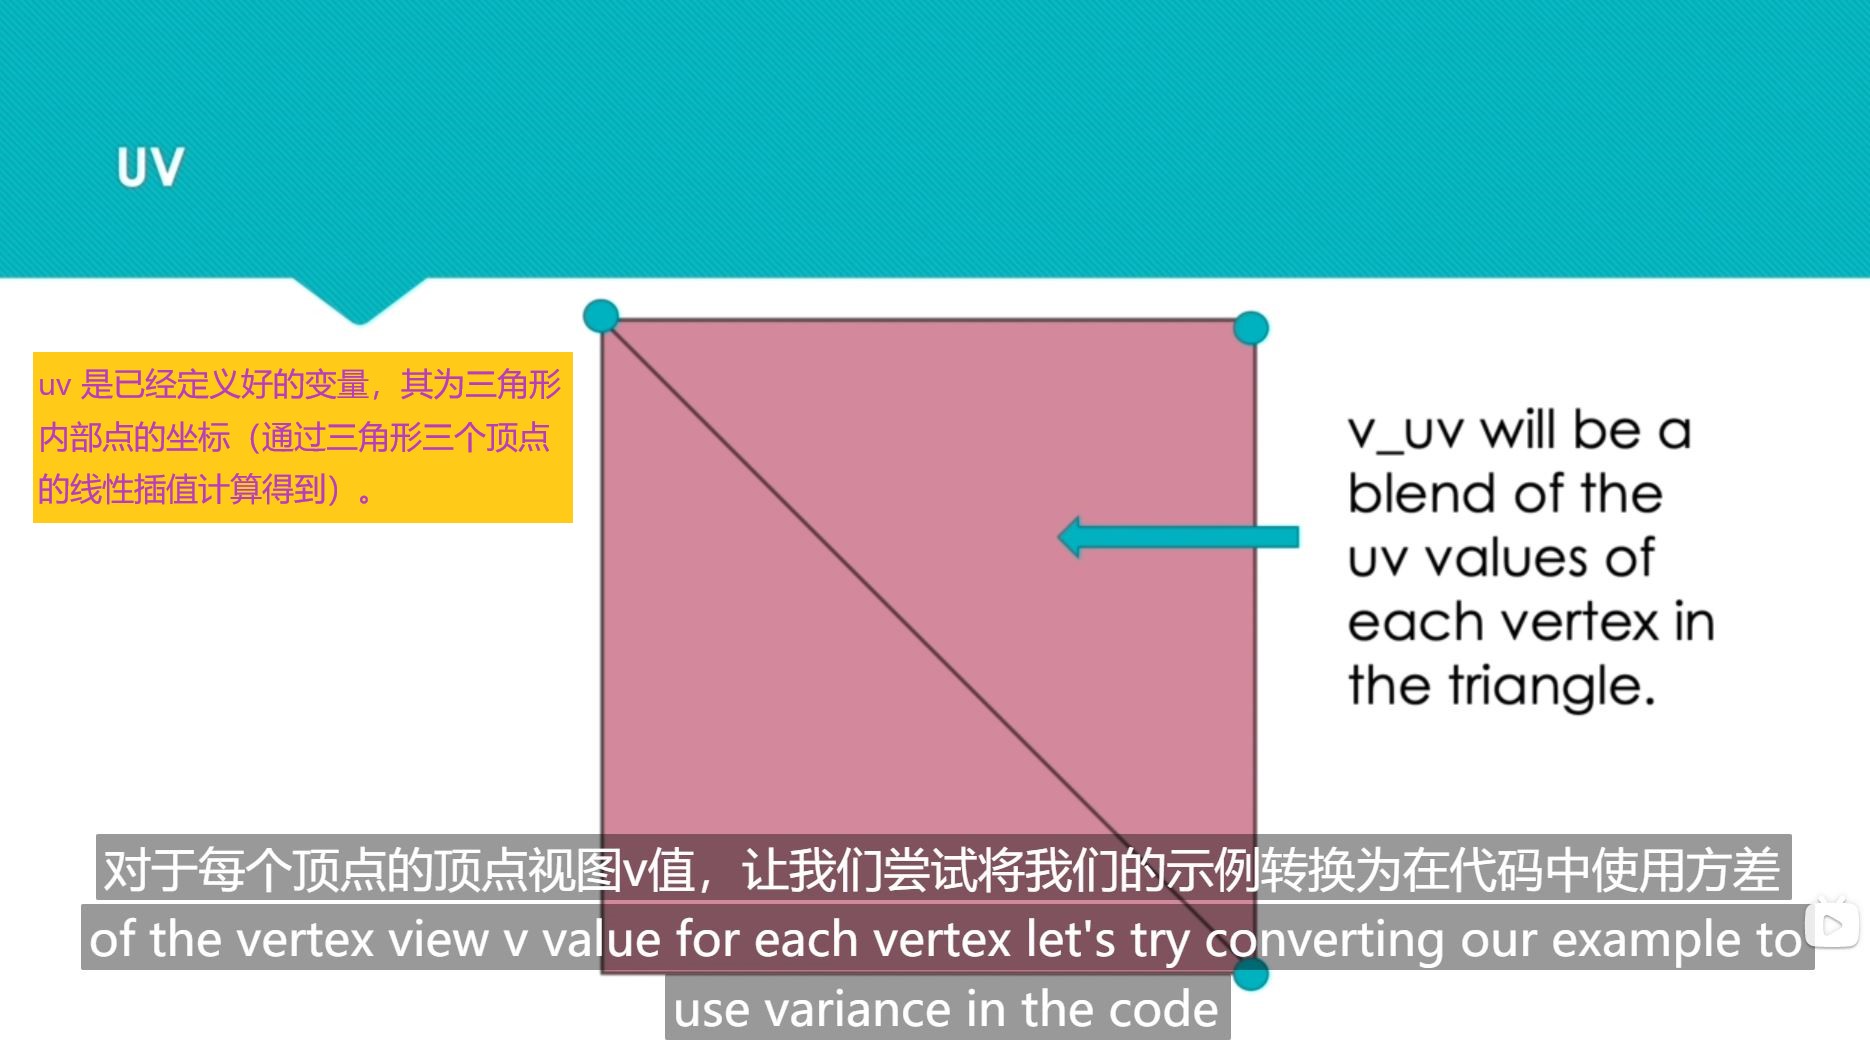 UV
uv 是已经定义好的变量，其为三角形
内部点的坐标（通过三角形三个顶点
的线性插值计算得到）。
v_uv will be a
blend of the
uv values of
each vertex in
the triangle.
对于每个顶点的顶点视图v值，让我们尝试将我们的示例转换为在代码中使用方差
of the vertex view v value for each vertex let's try converting our example to
use variance in the code